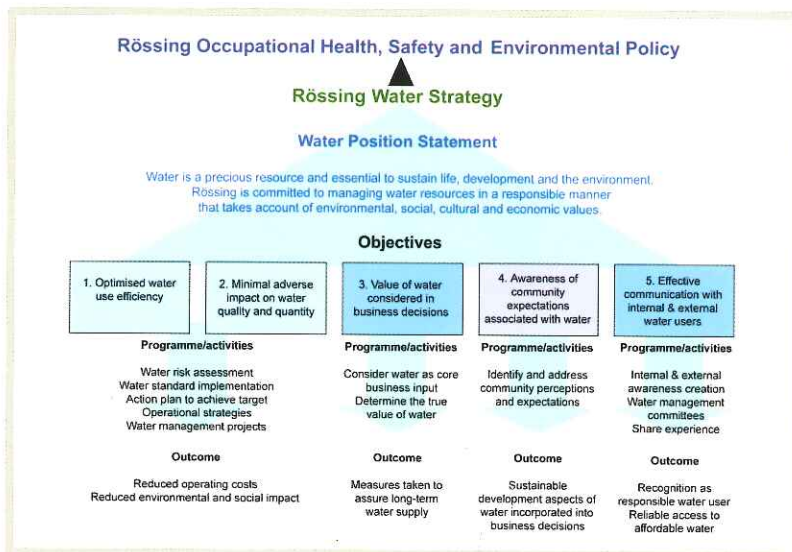 Rössing Occupational Health, Safety and Environmental Policy
Rössing Water Strategy
Water Position Statement
Water is a precious resource and essential to sustain life, development and the environment.
Rössing is committed to managing water resources in a responsible manner
that takes account of environmental, social, cultural and economic values.
Objectives
1. Optimised water
use efficiency
2. Minimal adverse
impact on water
quality and quantity
3. Value of water
considered in
business decisions
4. Awareness of
community
expectations
associated with water
5. Effective
communication with
internal & external
water users
Programme/activities
Water risk assessment
Water standard implementation
Action plan to achieve target
Operational strategies
Water management projects
Programme/activities
Consider water as core
business input
Determine the true
value of water
Programme/activities
Identify and address
community perceptions
and expectations
Programme/activities
Internal & external
awareness creation
Water management
committees
Share experience
Outcome
Reduced operating costs
Reduced environmental and social impact
Outcome
Measures taken to
assure long-term
water supply
Outcome
Sustainable
development aspects of
water incorporated into
business decisions
Outcome
Recognition as
responsible water user
Reliable access to
affordable water